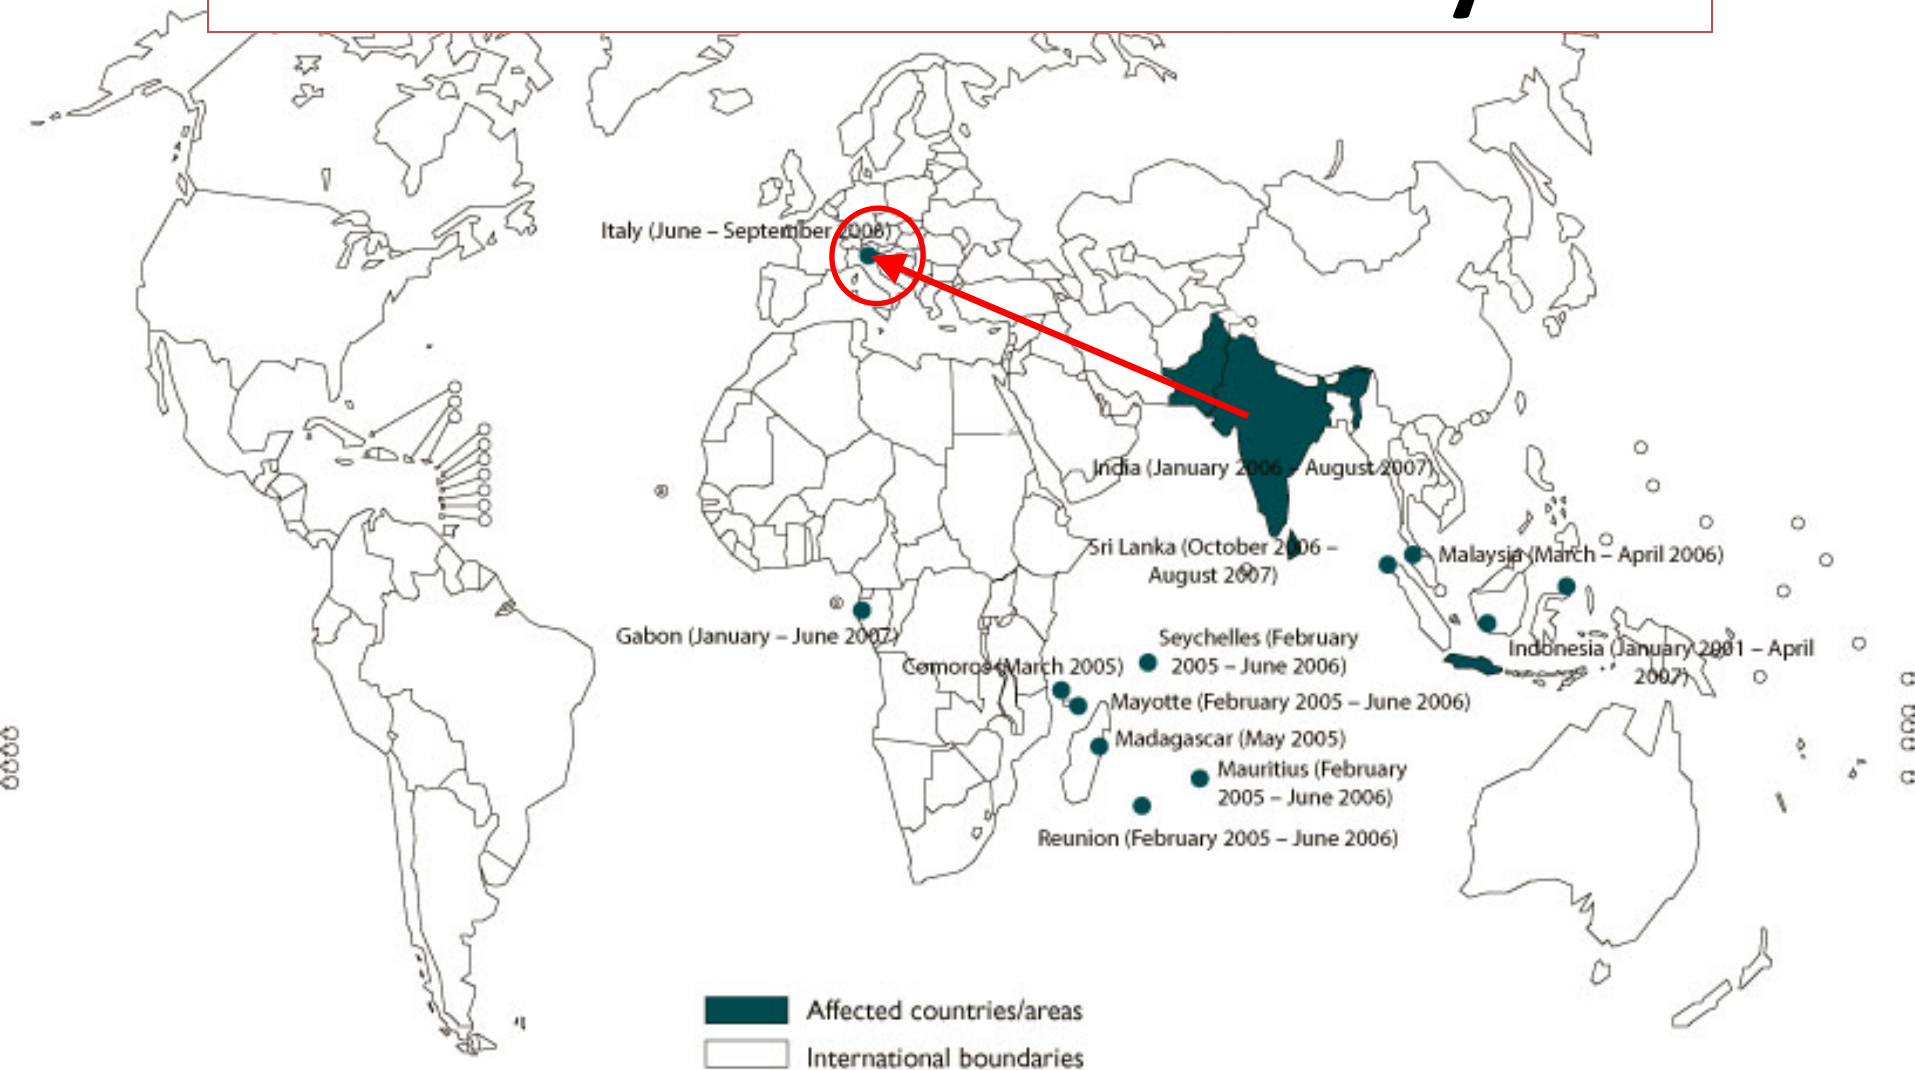 Italy (June – September 2006)
India (January 2006 – August 2007)
Sri Lanka (October 2006 –
August 2007)
Malaysia (March – April 2006)
Gabon (January – June 2007)
Seychelles (February
2005 – June 2006)
Comoros (March 2005)
Indonesia (January 2001 – April
2007)
Mayotte (February 2005 – June 2006)
Madagascar (May 2005)
Mauritius (February
2005 – June 2006)
Reunion (February 2005 – June 2006)
Affected countries/areas
International boundaries